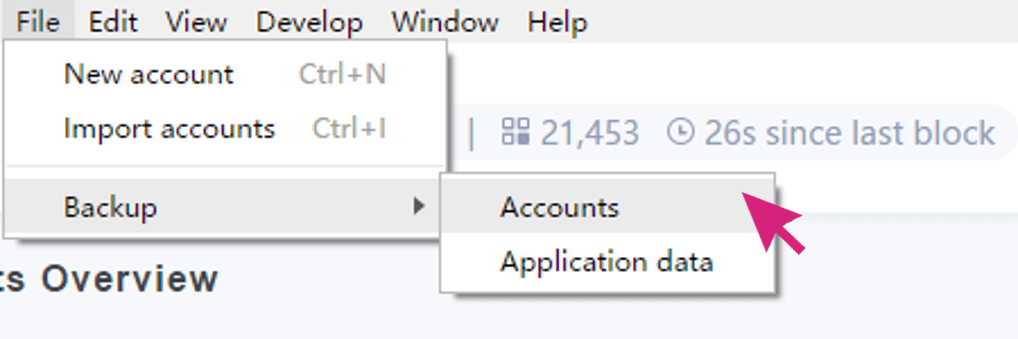 File Edit View Develop Window Help
New account Ctrl+N
Import accounts Ctrl+I
| 21,453 26s since last block
Backup
Accounts
Application data
ts Overview